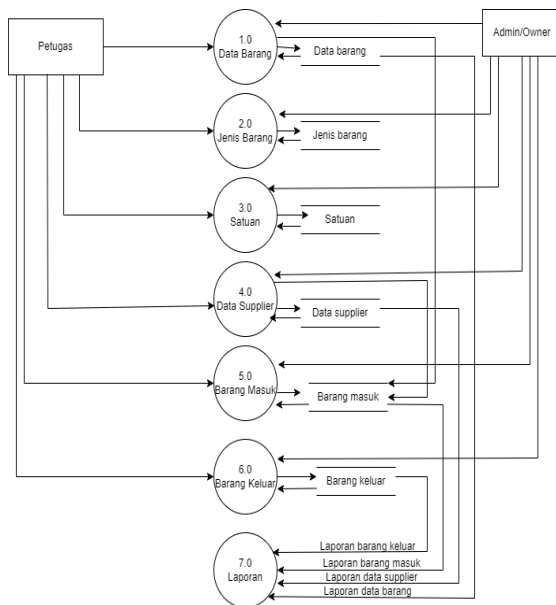 Petugas
Admin/Owner
1.0
Data Barang
Data barang
2.0
Jenis Barang
Jenis barang
3.0
Satuan
Satuan
4.0
Data Supplier
Data supplier
5.0
Barang Masuk
Barang masuk
6.0
Barang Keluar
Barang keluar
7.0
Laporan
Laporan barang keluar
Laporan barang masuk
Laporan data supplier
Laporan data barang